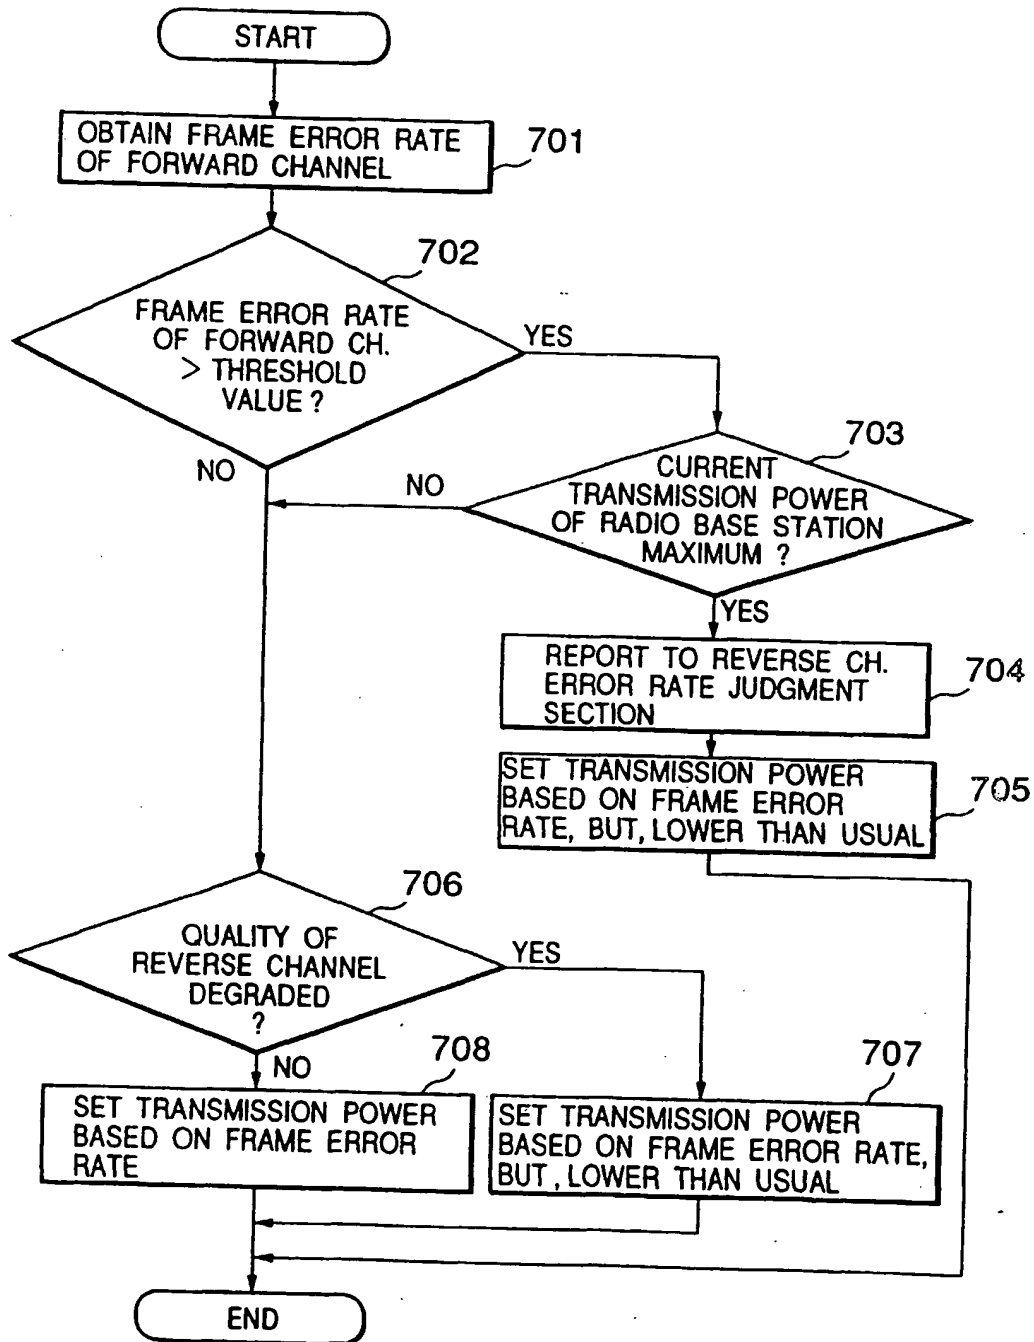 START
OBTAIN FRAME ERROR RATE
OF FORWARD CHANNEL
701
702
FRAME ERROR RATE
OF FORWARD CH.
> THRESHOLD
VALUE ?
YES
NO
703
CURRENT
TRANSMISSION POWER
OF RADIO BASE STATION
MAXIMUM ?
NO
YES
REPORT TO REVERSE CH.
ERROR RATE JUDGMENT
SECTION
704
SET TRANSMISSION POWER
BASED ON FRAME ERROR
RATE, BUT, LOWER THAN USUAL
705
706
QUALITY OF
REVERSE CHANNEL
DEGRADED
?
YES
NO
708
SET TRANSMISSION POWER
BASED ON FRAME ERROR
RATE
707
SET TRANSMISSION POWER
BASED ON FRAME ERROR RATE,
BUT, LOWER THAN USUAL
END